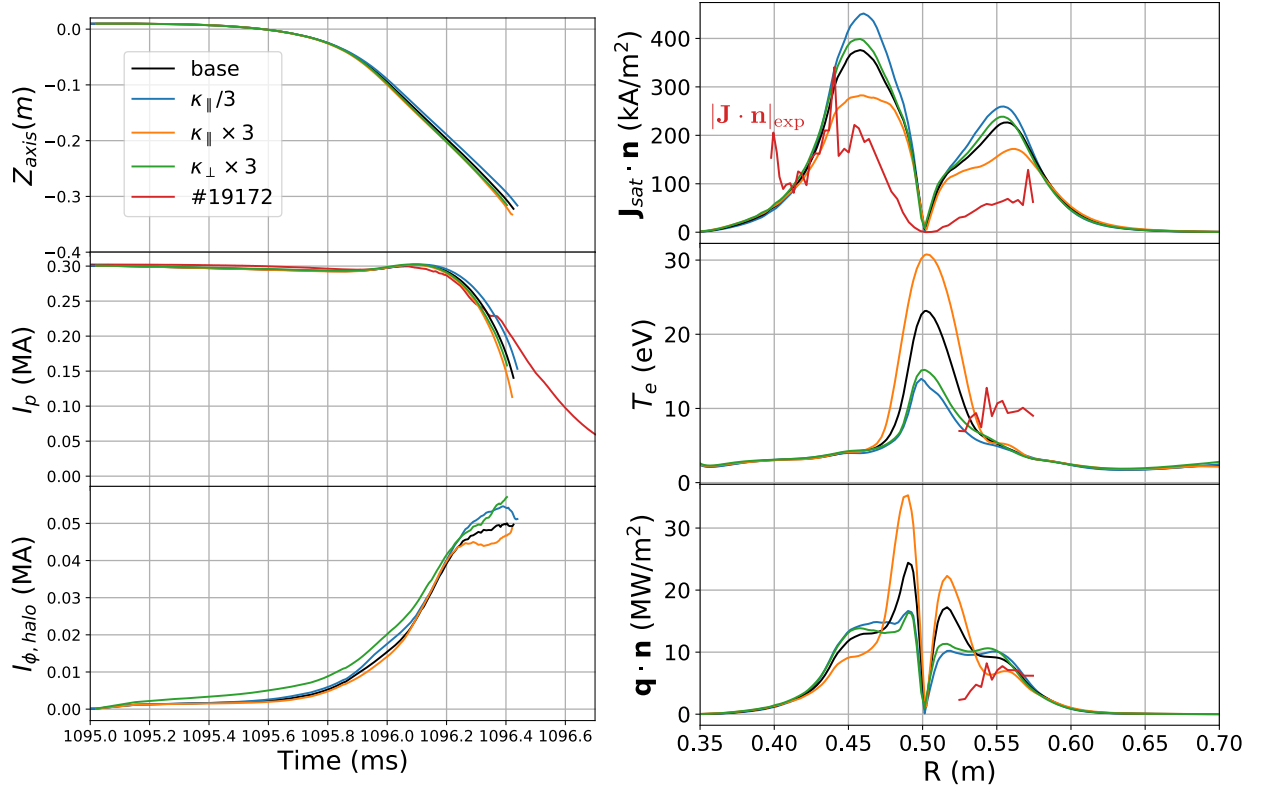 0.0
−0.1
−0.2
−0.3
−0.4
Z_axis(m)
base
κ_∥/3
κ_∥ × 3
κ_⊥ × 3
#19172
0.30
0.25
0.20
0.15
0.10
0.05
0.00
I_p (MA)
0.05
0.04
0.03
0.02
0.01
0.00
I_ϕ, halo (MA)
1095.0 1095.2 1095.4 1095.6 1095.8 1096.0 1096.2 1096.4 1096.6
Time (ms)
400
300
200
100
0
J_sat · n (kA/m²)
|J · n|_exp
30
20
10
0
T_e (eV)
30
20
10
0
q · n (MW/m²)
0.35 0.40 0.45 0.50 0.55 0.60 0.65 0.70
R (m)